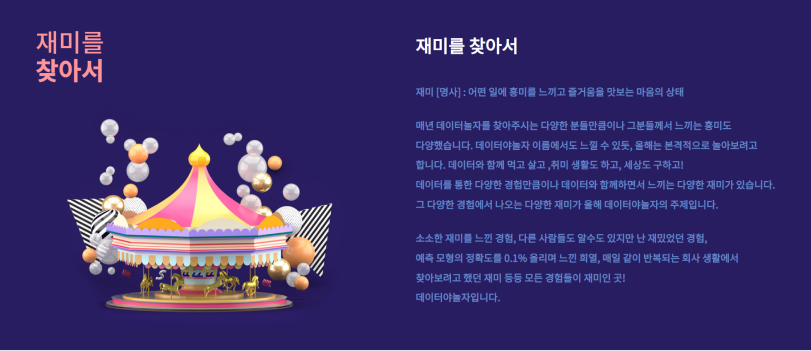 재미를
찾아서
재미를 찾아서
재미 [명사] : 어떤 일에 흥미를 느끼고 즐거움을 맛보는 마음의 상태
매년 데이터놀자를 찾아주시는 다양한 분들만큼이나 그분들께서 느끼는 흥미도
다양했습니다. 데이터야놀자 이름에서도 느낄 수 있듯, 올해는 본격적으로 놀아보려고
합니다. 데이터와 함께 먹고 살고 ,취미 생활도 하고, 세상도 구하고!
데이터를 통한 다양한 경험만큼이나 데이터와 함께하면서 느끼는 다양한 재미가 있습니다.
그 다양한 경험에서 나오는 다양한 재미가 올해 데이터야놀자의 주제입니다.
소소한 재미를 느낀 경험, 다른 사람들도 알수도 있지만 난 재밌었던 경험,
예측 모형의 정확도를 0.1% 올리며 느낀 희열, 매일 같이 반복되는 회사 생활에서
찾아보려고 했던 재미 등등 모든 경험들이 재미인 곳!
데이터야놀자입니다.